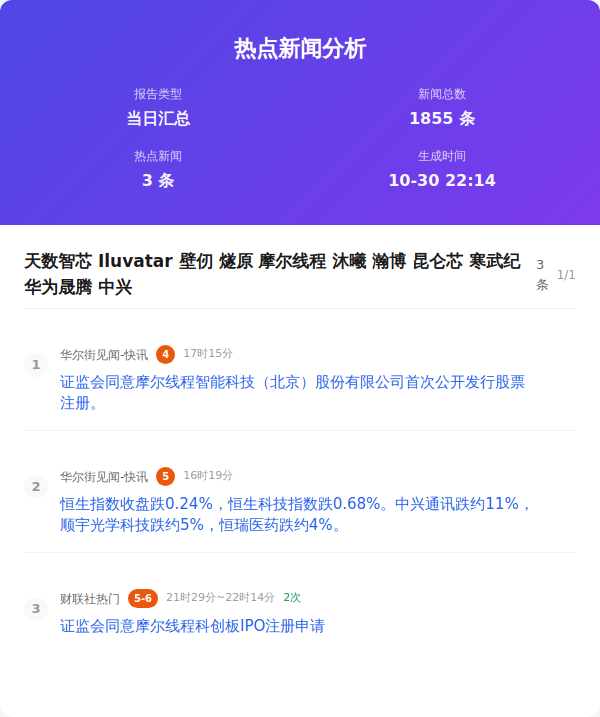 热点新闻分析
报告类型
新闻总数
当日汇总
1855 条
热点新闻
生成时间
3 条
10-30 22:14
天数智芯 Iluvatar 壁仞 燧原 摩尔线程 沐曦 瀚博 昆仑芯 寒武纪
华为晟腾 中兴
3
条
1/1
1
华尔街见闻-快讯 4 17时15分
证监会同意摩尔线程智能科技（北京）股份有限公司首次公开发行股票
注册。
2
华尔街见闻-快讯 5 16时19分
恒生指数收盘跌0.24%，恒生科技指数跌0.68%。中兴通讯跌约11%，
顺宇光学科技跌约5%，恒瑞医药跌约4%。
3
财联社热门 5-6 21时29分~22时14分 2次
证监会同意摩尔线程科创板IPO注册申请